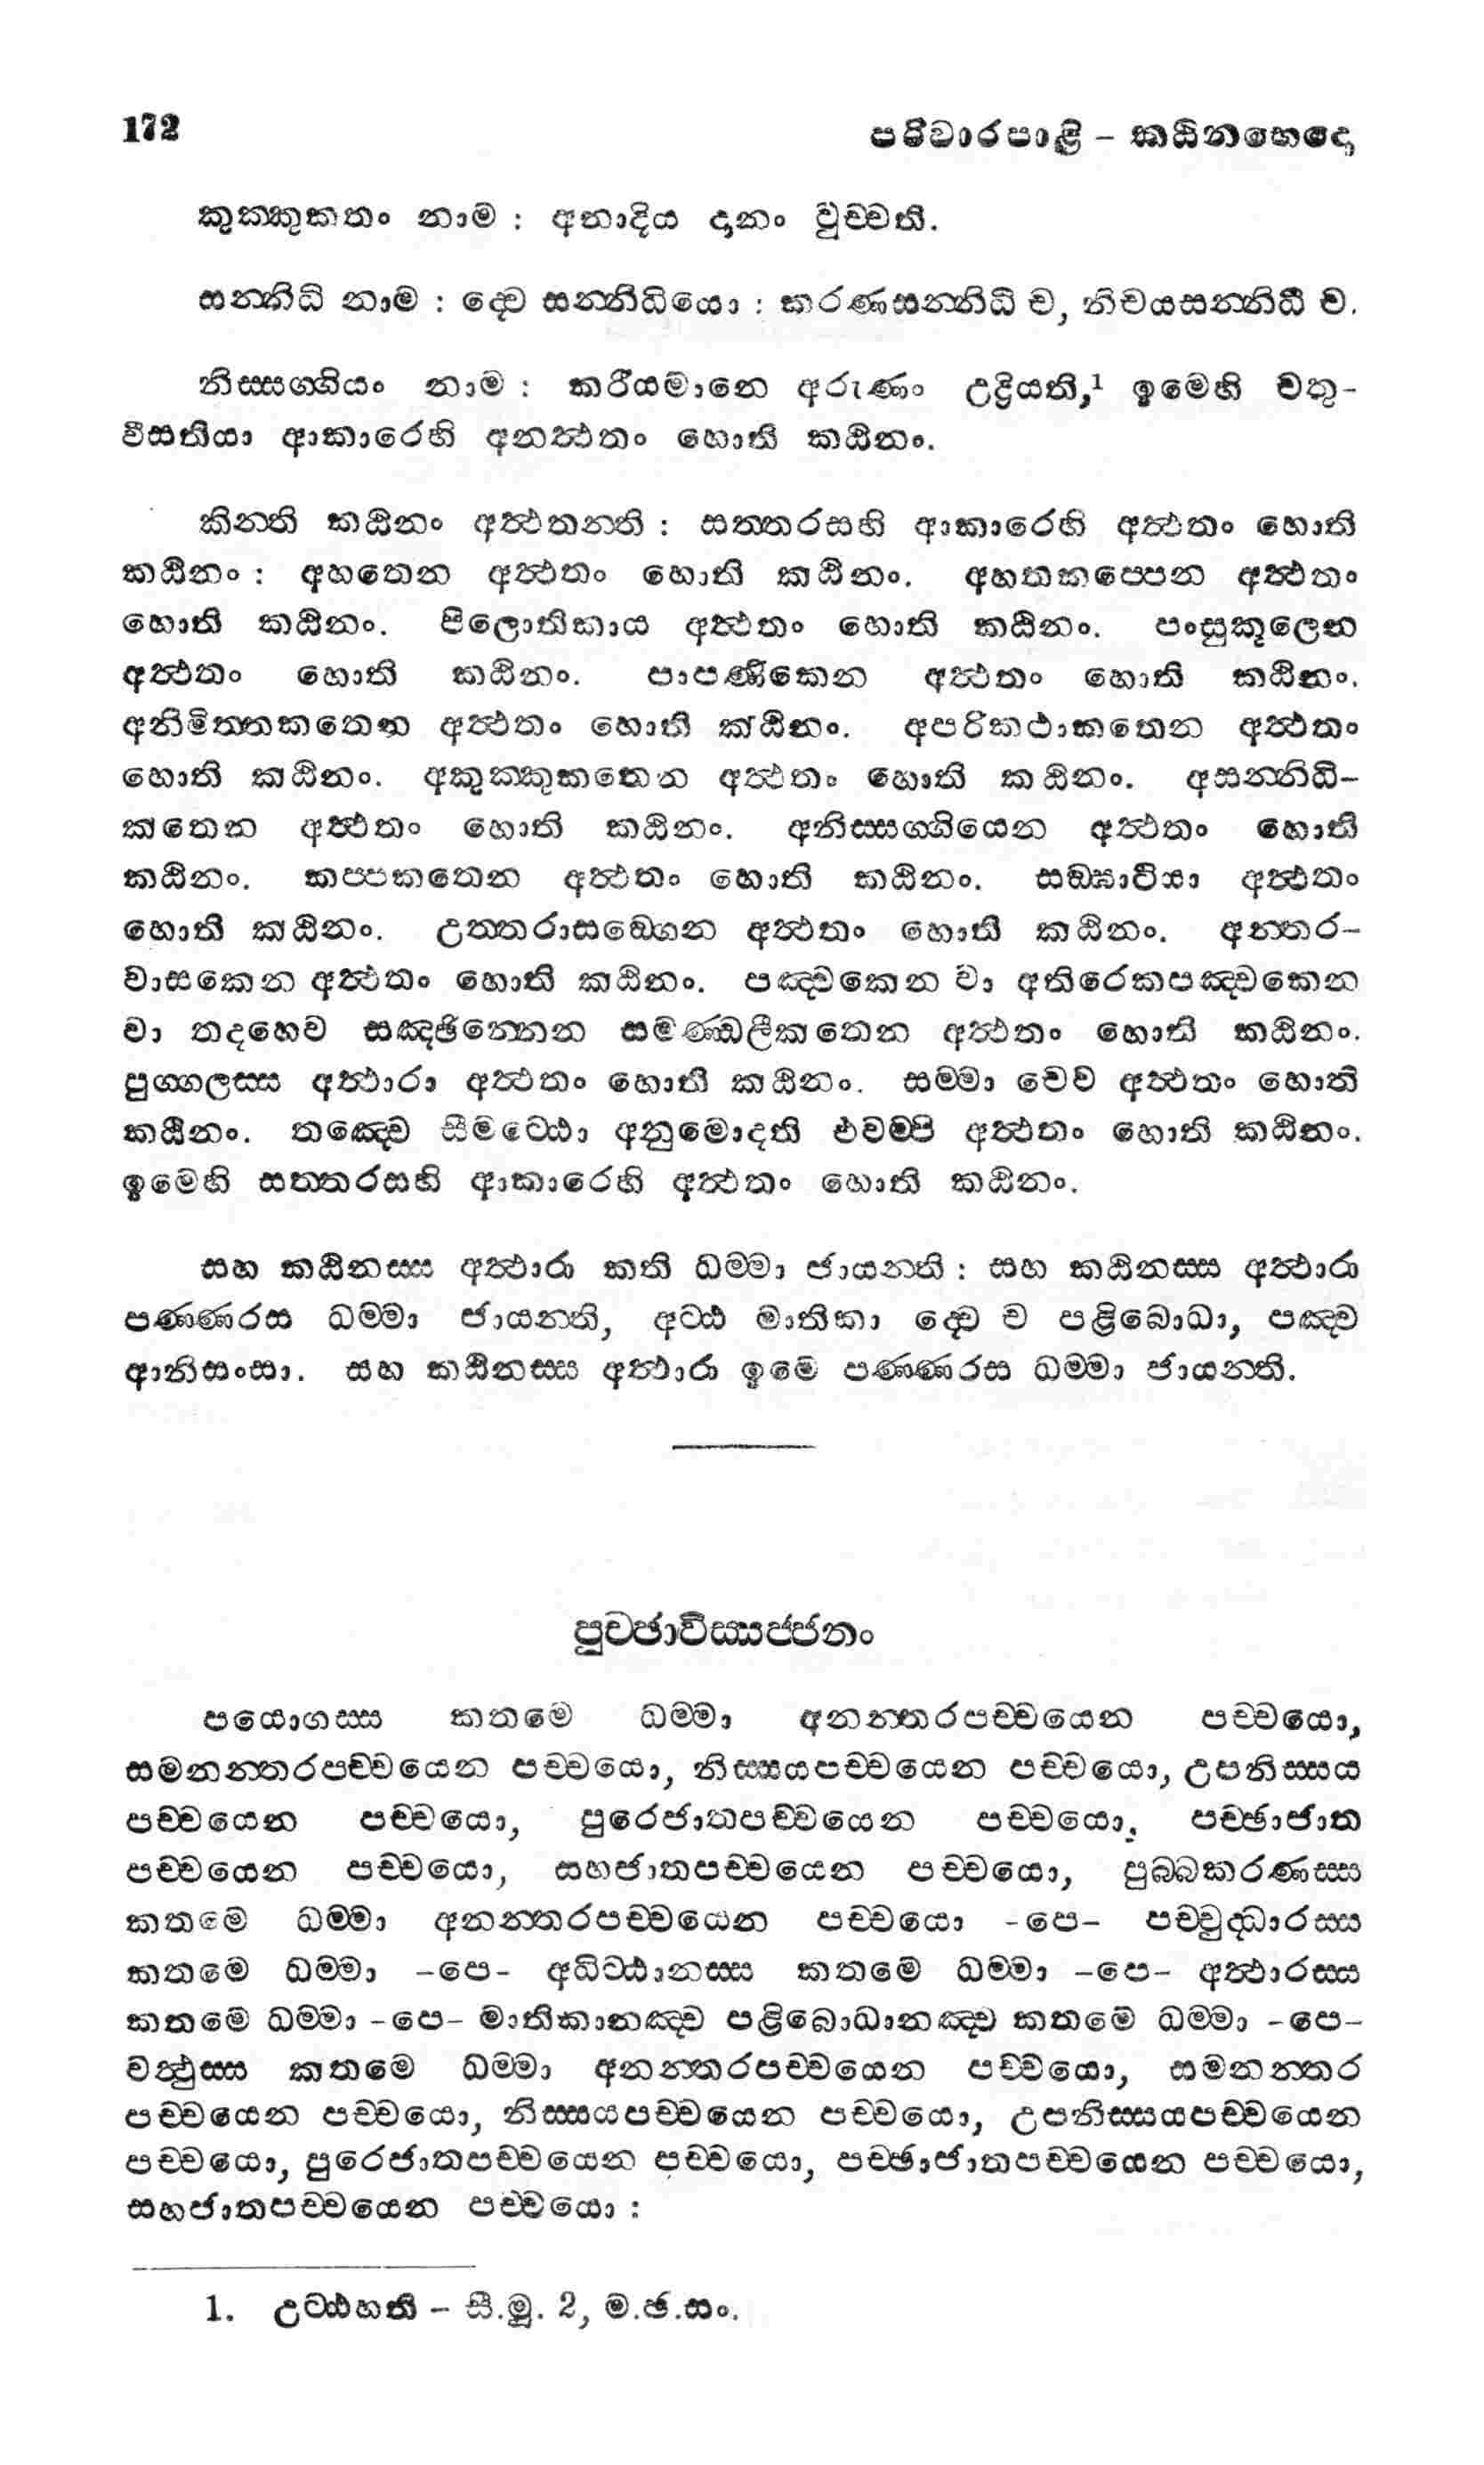 172 පරිවාරපාළි – කඨිනභෙදො
කුක්කුකතං නාම : අනාදිය දානං වුච්චති.
සන්නිධි නාම : ද්වෙ සන්නිධියො : කරණසන්නිධි ච, නිචයසන්නිධි ච.
නිස්සග්ගියං නාම : කරීයමානෙ අරුණං උද්‍රියති,¹ ඉමෙහි චතු-
වීසතියා ආකාරෙහි අනත්‍ථතං හොති කඨිනං.
කින්ති කඨිනං අත්‍ථතන්ති : සත්තරසහි ආකාරෙහි අත්‍ථතං හොති
කඨිනං : අහතෙන අත්‍ථතං හොති කඨිනං. අහතකප්පෙන අත්‍ථතං
හොති කඨිනං. පිලොතිකාය අත්‍ථතං හොති කඨිනං. පංසුකූලෙන
අත්‍ථතං හොති කඨිනං. පාපණිකෙන අත්‍ථතං හොති කඨිනං.
අනිමිත්තකතෙන අත්‍ථතං හොති කඨිනං. අපරිකථාකතෙන අත්‍ථතං
හොති කඨිනං. අකුක්කුකතෙන අත්‍ථතං හොති කඨිනං. අසන්නිධි-
කතෙන අත්‍ථතං හොති කඨිනං. අනිස්සග්ගියෙන අත්‍ථතං හොති
කඨිනං. කප්පකතෙන අත්‍ථතං හොති කඨිනං. සඞ්ඝාටියා අත්‍ථතං
හොති කඨිනං. උත්තරාසඞ්ගෙන අත්‍ථතං හොති කඨිනං. අන්තර-
වාසකෙන අත්‍ථතං හොති කඨිනං. පඤ්චකෙන වා අතිරෙකපඤ්චකෙන
වා තදහෙව සඤ්ඡින්නෙන සමණ්ඩලීකතෙන අත්‍ථතං හොති කඨිනං.
පුග්ගලස්ස අත්‍ථාරා අත්‍ථතං හොති කඨිනං. සම්මා චෙව අත්‍ථතං හොති
කඨිනං. තඤ්චෙ සීමට්ඨො අනුමොදති එවම්පි අත්‍ථතං හොති කඨිනං.
ඉමෙහි සත්තරසහි ආකාරෙහි අත්‍ථතං හොති කඨිනං.
සහ කඨිනස්ස අත්‍ථාරා කති ධම්මා ජායන්ති : සහ කඨිනස්ස අත්‍ථාරා
පණ්ණරස ධම්මා ජායන්ති, අට්ඨ මාතිකා ද්වෙ ච පළිබොධා, පඤ්ච
ආනිසංසා. සහ කඨිනස්ස අත්‍ථාරා ඉමෙ පණ්ණරස ධම්මා ජායන්ති.
පුච්ඡාවිස්සජ්ජනං
පයොගස්ස කතමෙ ධම්මා අනන්තරපච්චයෙන පච්චයො,
සමනන්තරපච්චයෙන පච්චයො, නිස්සයපච්චයෙන පච්චයො, උපනිස්සය
පච්චයෙන පච්චයො, පුරෙජාතපච්චයෙන පච්චයො, පච්ඡාජාත
පච්චයෙන පච්චයො, සහජාතපච්චයෙන පච්චයො, පුබ්බකරණස්ස
කතමෙ ධම්මා අනන්තරපච්චයෙන පච්චයො -පෙ- පච්චුද්ධාරස්ස
කතමෙ ධම්මා -පෙ- අධිට්ඨානස්ස කතමෙ ධම්මා -පෙ- අත්‍ථාරස්ස
කතමෙ ධම්මා -පෙ- මාතිකානඤ්ච පළිබොධානඤ්ච කතමෙ ධම්මා -පෙ-
වත්‍ථුස්ස කතමෙ ධම්මා අනන්තරපච්චයෙන පච්චයො, සමනන්තර
පච්චයෙන පච්චයො, නිස්සයපච්චයෙන පච්චයො, උපනිස්සයපච්චයෙන
පච්චයො, පුරෙජාතපච්චයෙන පච්චයො, පච්ඡාජාතපච්චයෙන පච්චයො,
සහජාතපච්චයෙන පච්චයො :
1. උට්ඨහති – සී.මු. 2, ම.ඡ.සං.